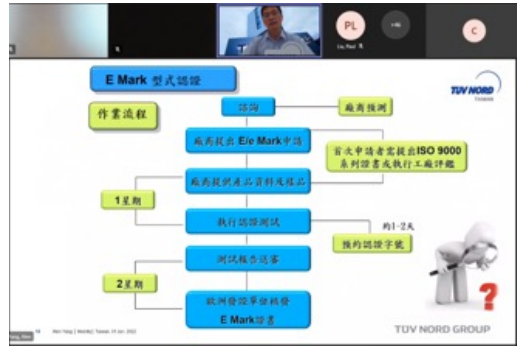 PL
+46
C
Liu, Paul
E Mark 型式認證
TÜV NORD
TAIWAN
作業流程
諮詢
廠商預測
廠商提出 E/e Mark申請
首次申請者需提出ISO 9000
系列證書或執行工廠評鑑
廠商提供產品資料及樣品
1星期
執行認證測試
約1-2天
預約認證字號
測試報告送審
2星期
歐洲發證單位核發
E Mark證書
TÜV NORD GROUP